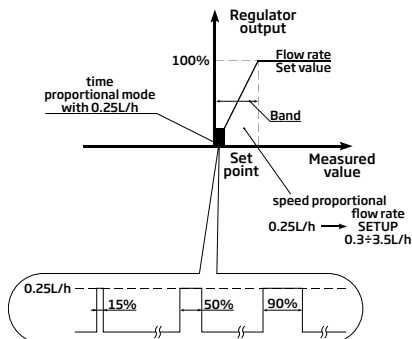 Regulator
output
100%
Flow rate
Set value
time
proportional mode
with 0.25L/h
Band
Set
point
Measured
value
speed proportional
flow rate
0.25L/h → SETUP
0.3÷3.5L/h
0.25L/h
15%
50%
90%